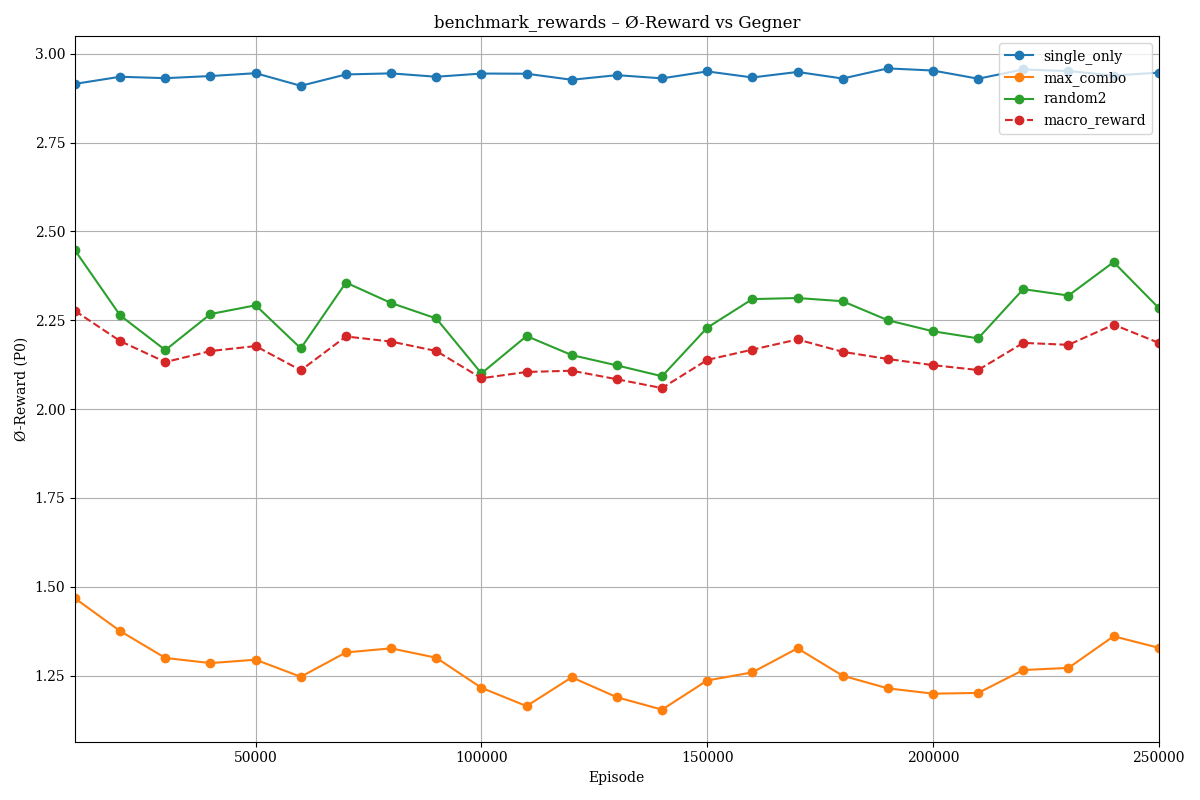 benchmark_rewards – Ø-Reward vs Gegner
3.00
2.75
2.50
2.25
2.00
1.75
1.50
1.25
Ø-Reward (P0)
single_only
max_combo
random2
macro_reward
50000
100000
150000
200000
250000
Episode